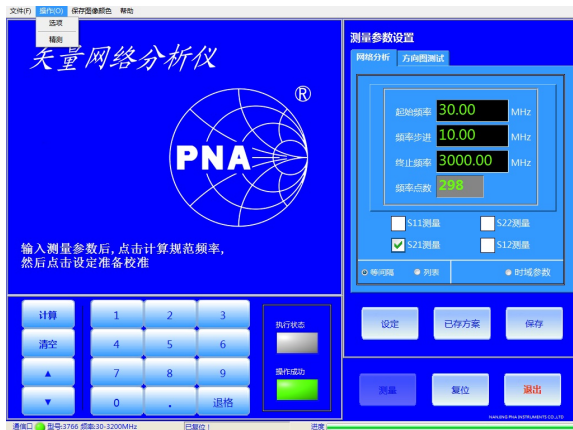 文件(F) 操作(O) 保存图像颜色 帮助
选项
精测
矢量网络分析仪
®
PNA
输入测量参数后,点击计算规范频率,
然后点击设定准备校准
测量参数设置
网络分析 方向图测试
起始频率 30.00 MHz
频率步进 10.00 MHz
终止频率 3000.00 MHz
频率点数 298
S11测量 S22测量
S21测量 S12测量
等间隔 列表 时域参数
计算 1 2 3
清空 4 5 6
▲ 7 8 9
▼ 0 . 退格
执行状态
操作成功
设定 已存方案 保存
测量 复位 退出
NANJING PNA INSTRUMENTS CO.,LTD
通信口 型号:3766 频率:30-3200MHz 已复位! 进度